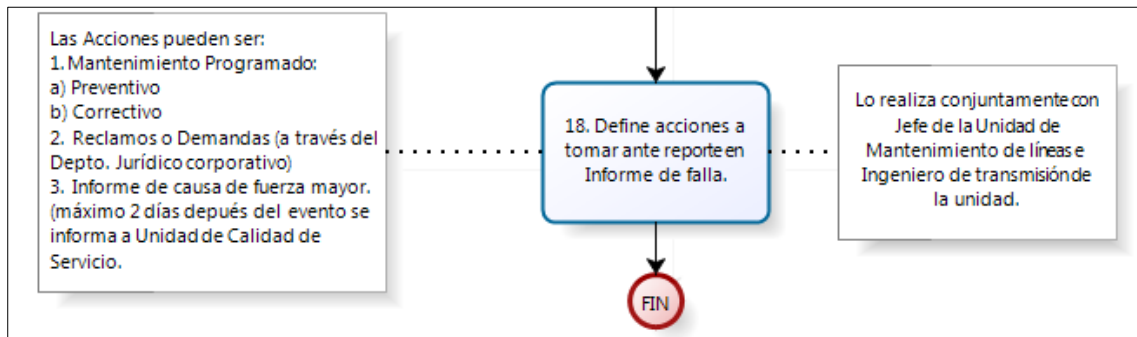 Las Acciones pueden ser:
1. Mantenimiento Programado:
a) Preventivo
b) Correctivo
2. Reclamos o Demandas (a través del
Depto. Jurídico corporativo)
3. Informe de causa de fuerza mayor.
(máximo 2 días depués del evento se
informa a Unidad de Calidad de
Servicio.
18. Define acciones a
tomar ante reporte en
Informe de falla.
Lo realiza conjuntamente con
Jefe de la Unidad de
Mantenimiento de líneas e
Ingeniero de transmisión de
la unidad.
FIN